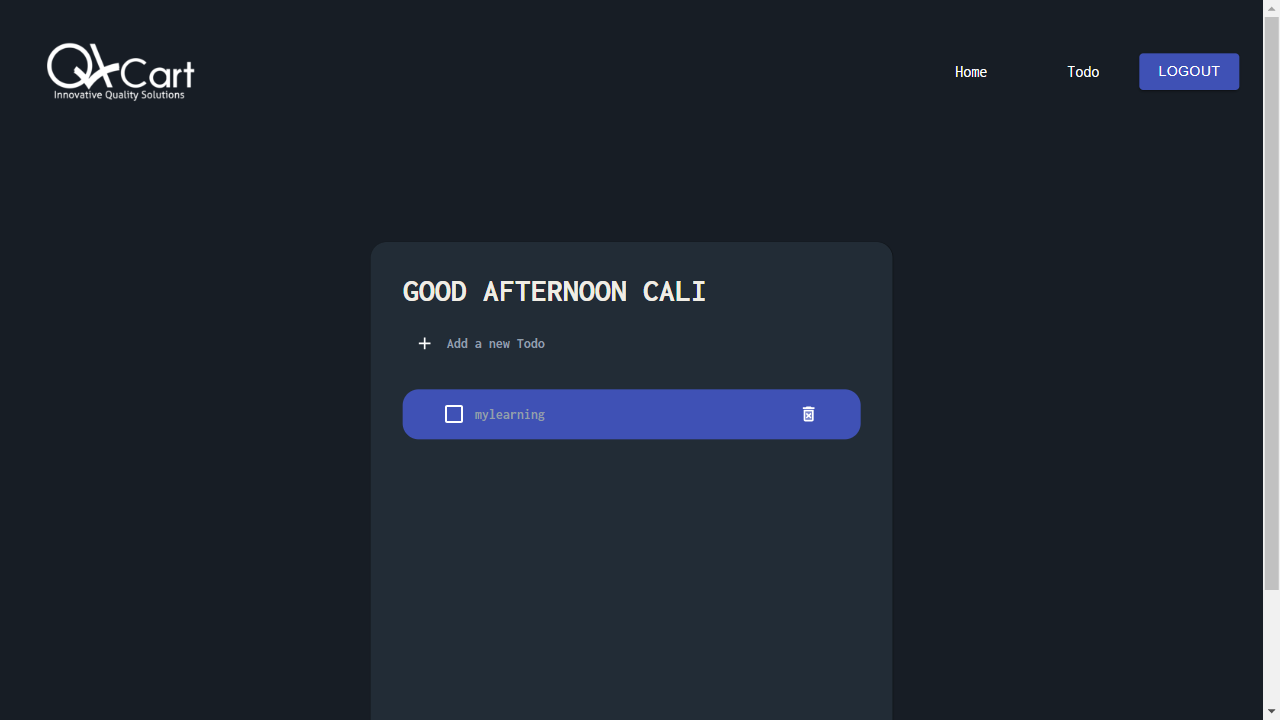 QACart
Innovative Quality Solutions
Home
Todo
LOGOUT
GOOD AFTERNOON CALI
Add a new Todo
mylearning